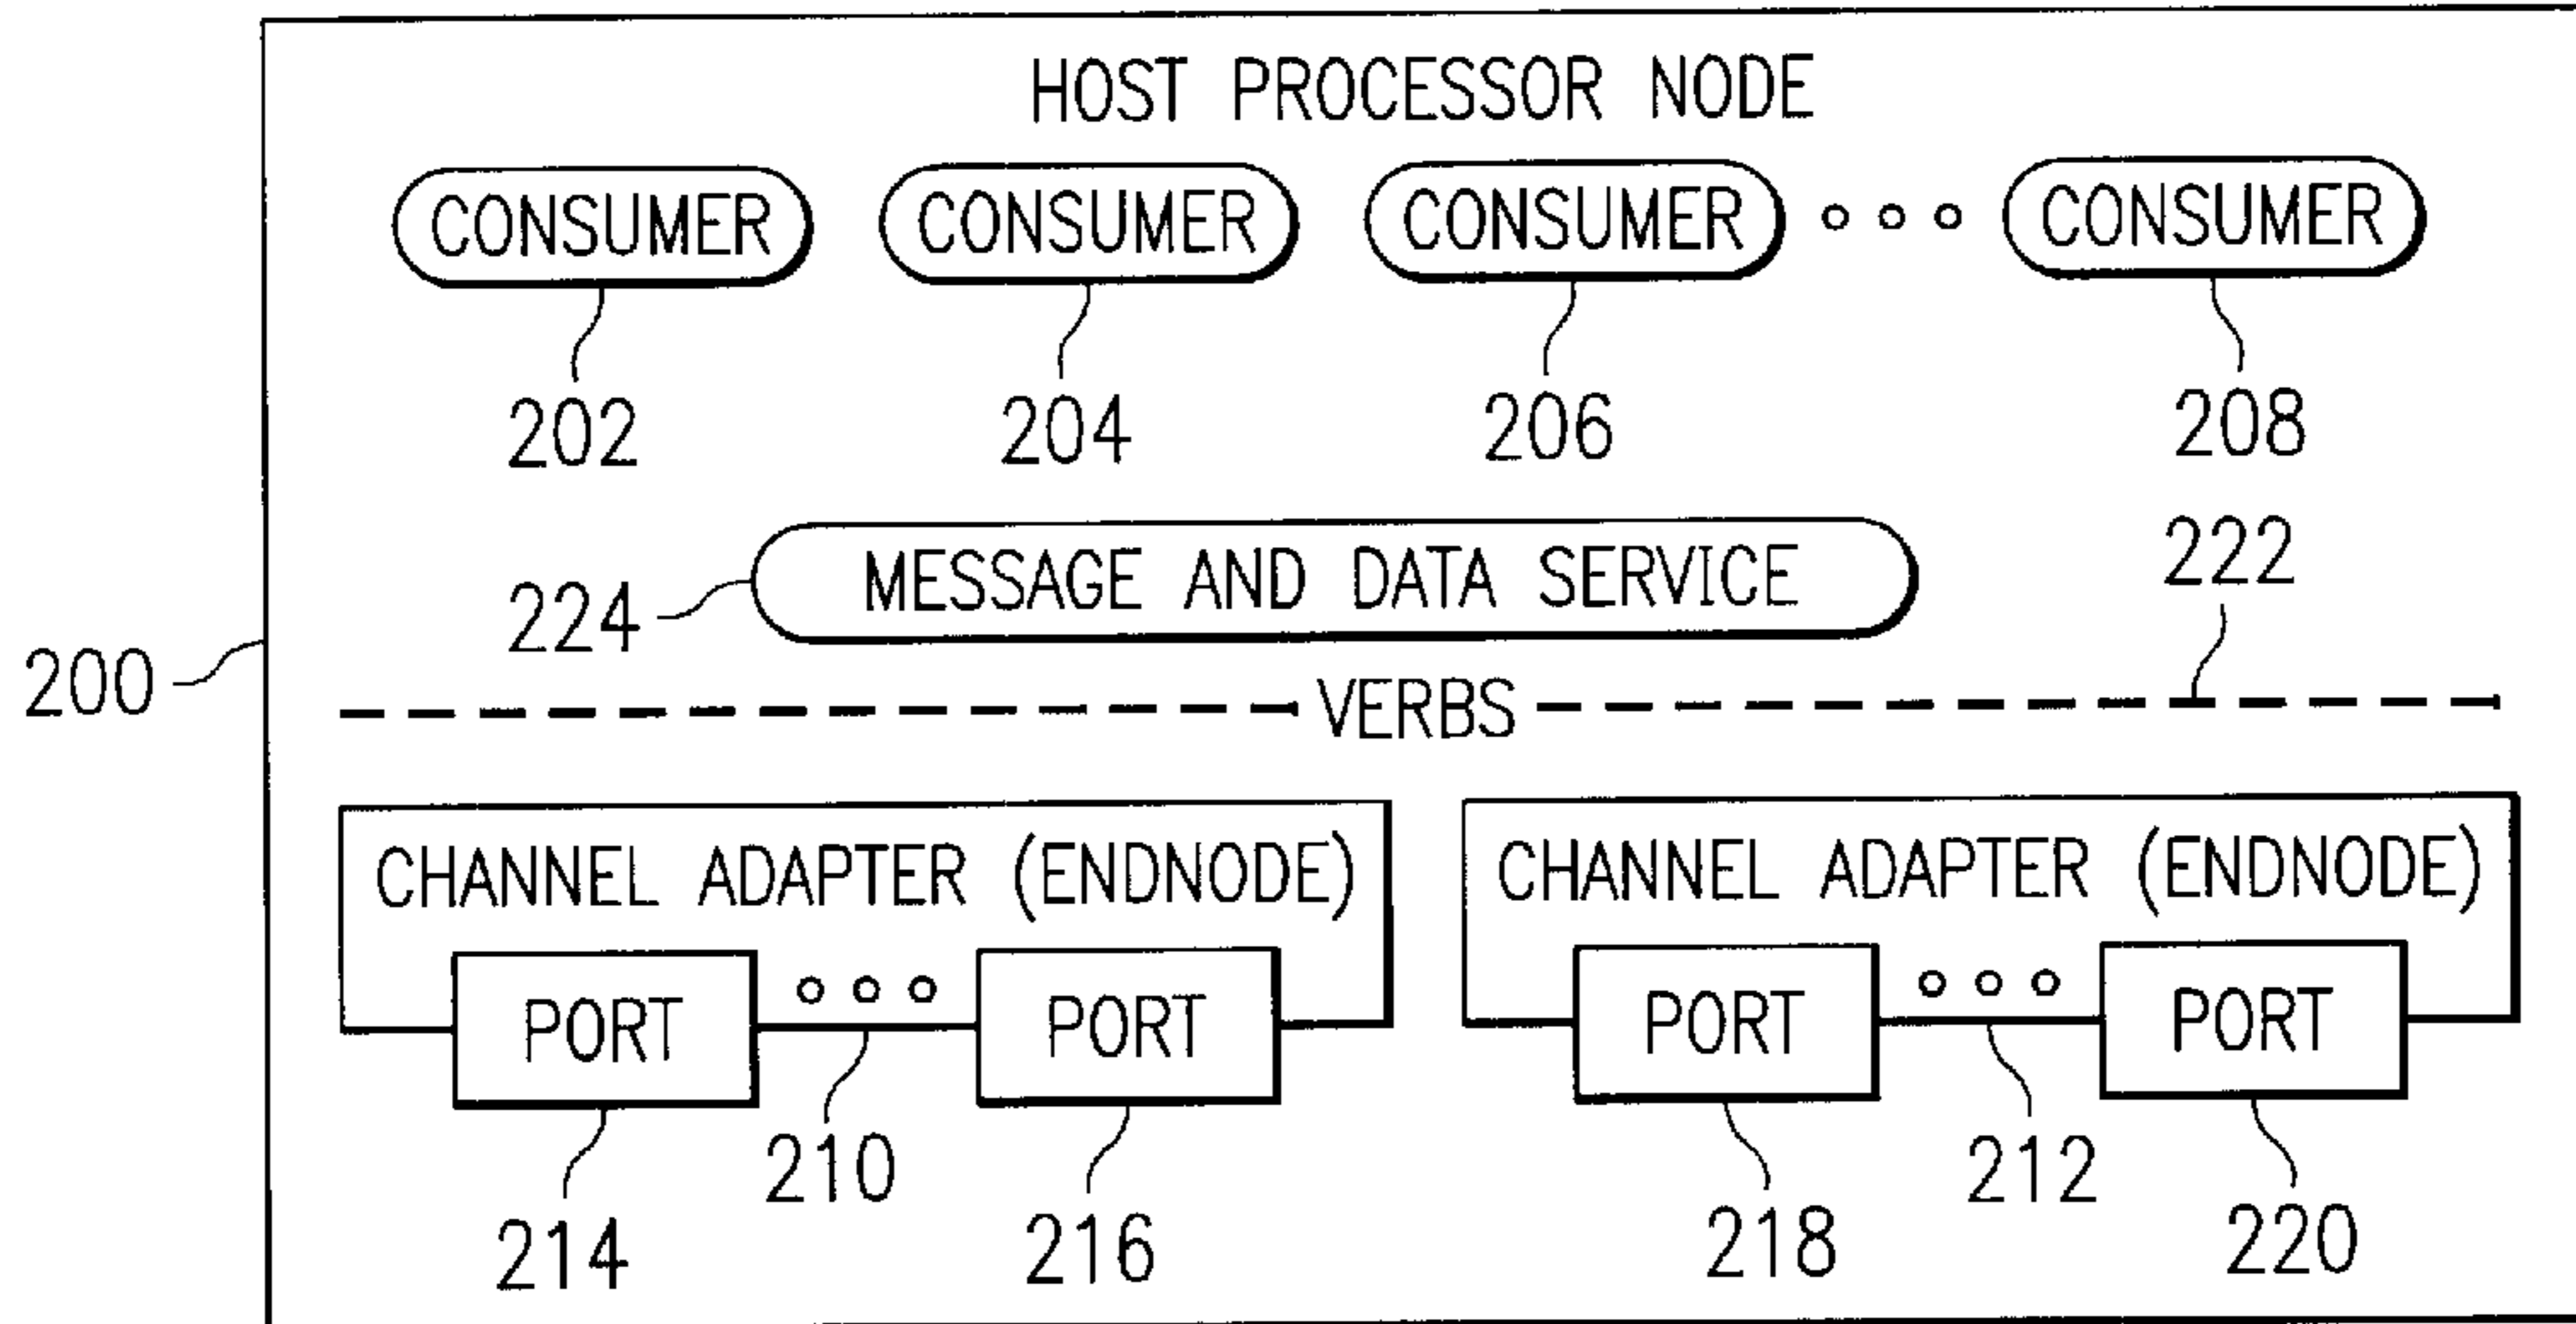 HOST PROCESSOR NODE
CONSUMER CONSUMER CONSUMER CONSUMER
202 204 206 208
222
MESSAGE AND DATA SERVICE
224
200
VERBS
CHANNEL ADAPTER (ENDNODE) CHANNEL ADAPTER (ENDNODE)
PORT PORT PORT PORT
210 212
214 216 218 220